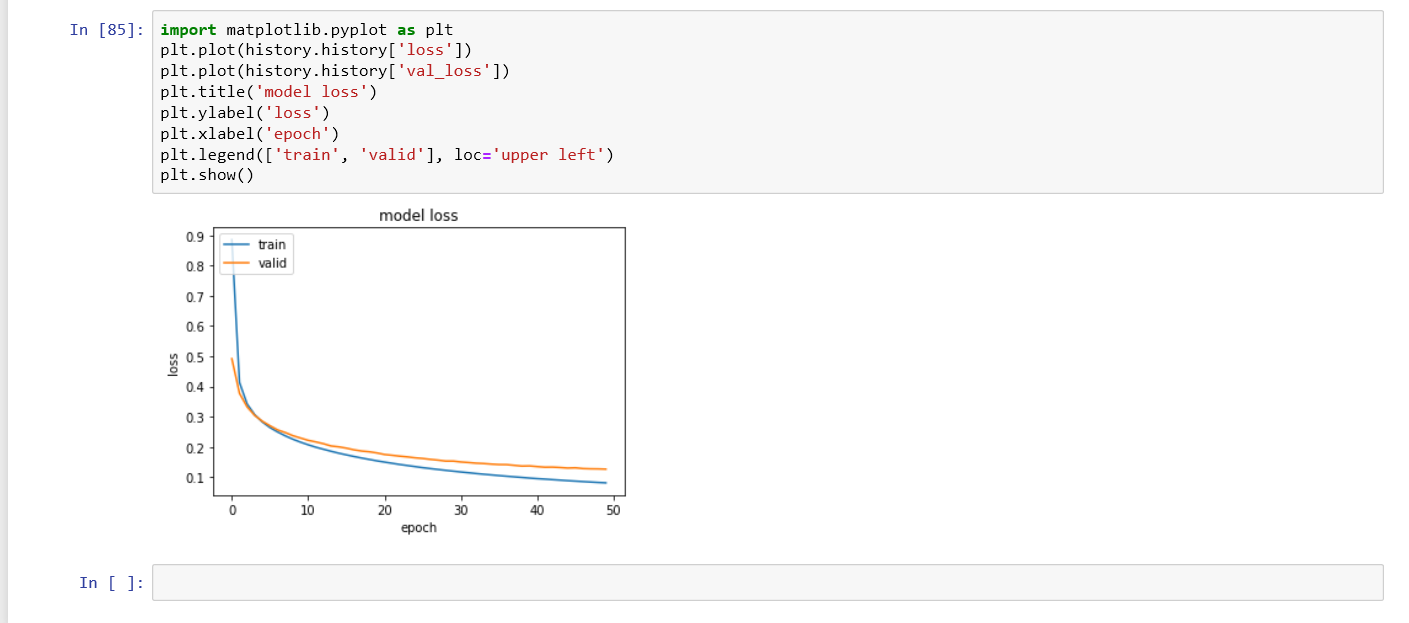 In [85]:
import matplotlib.pyplot as plt
plt.plot(history.history['loss'])
plt.plot(history.history['val_loss'])
plt.title('model loss')
plt.ylabel('loss')
plt.xlabel('epoch')
plt.legend(['train', 'valid'], loc='upper left')
plt.show()
model loss
train
valid
loss
0.9
0.8
0.7
0.6
0.5
0.4
0.3
0.2
0.1
0 10 20 30 40 50
epoch
In [ ]: